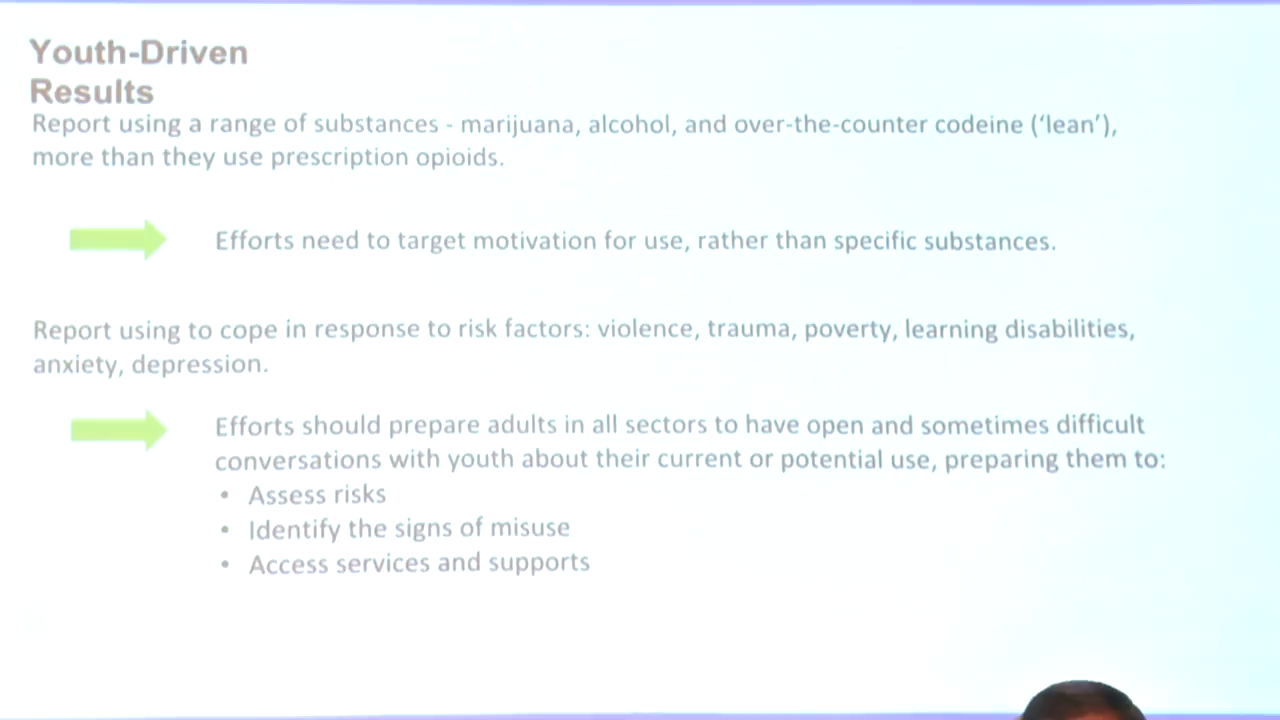 Youth-Driven
Results
Report using a range of substances - marijuana, alcohol, and over-the-counter codeine (‘lean’),
more than they use prescription opioids.
Efforts need to target motivation for use, rather than specific substances.
Report using to cope in response to risk factors: violence, trauma, poverty, learning disabilities,
anxiety, depression.
Efforts should prepare adults in all sectors to have open and sometimes difficult
conversations with youth about their current or potential use, preparing them to:
• Assess risks
• Identify the signs of misuse
• Access services and supports